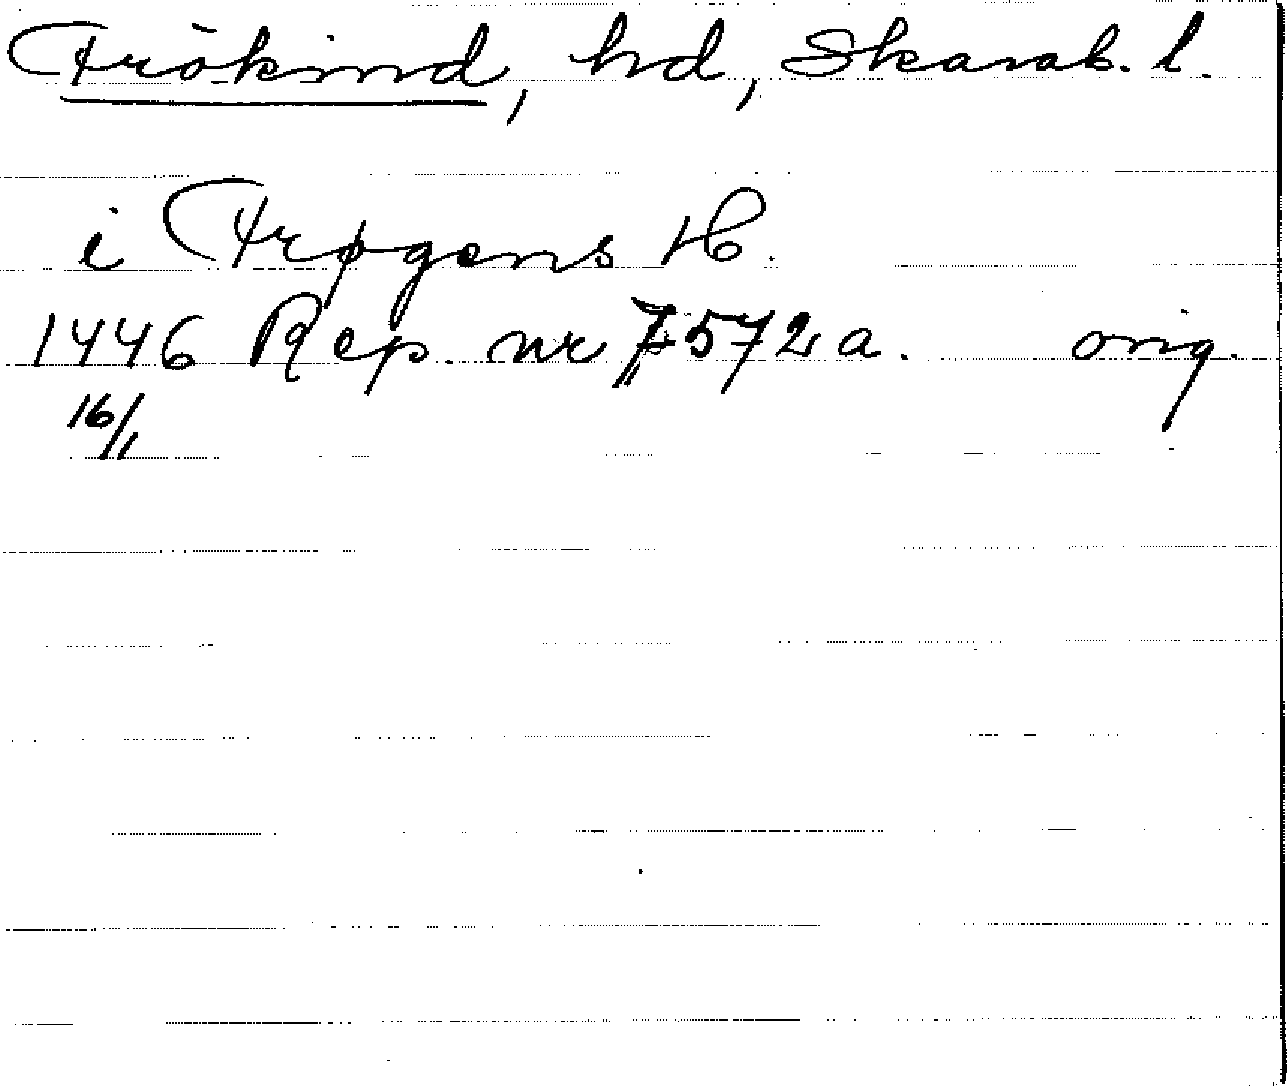 Frökind, hd, Skarab. l.
i Frøgens H.
1446 Rep. nr 7572a. orig.
16/1